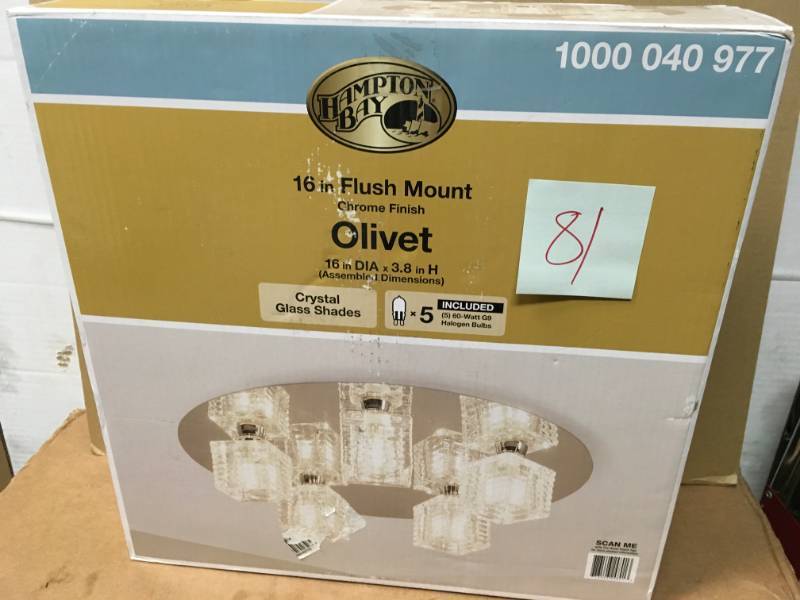 1000 040 977
HAMPTON
BAY
16 in Flush Mount
Chrome Finish
Olivet
16 in DIA x 3.8 in H
(Assembled Dimensions)
Crystal
Glass Shades
× 5
INCLUDED
(5) 60-Watt G9
Halogen Bulbs
81
SCAN ME